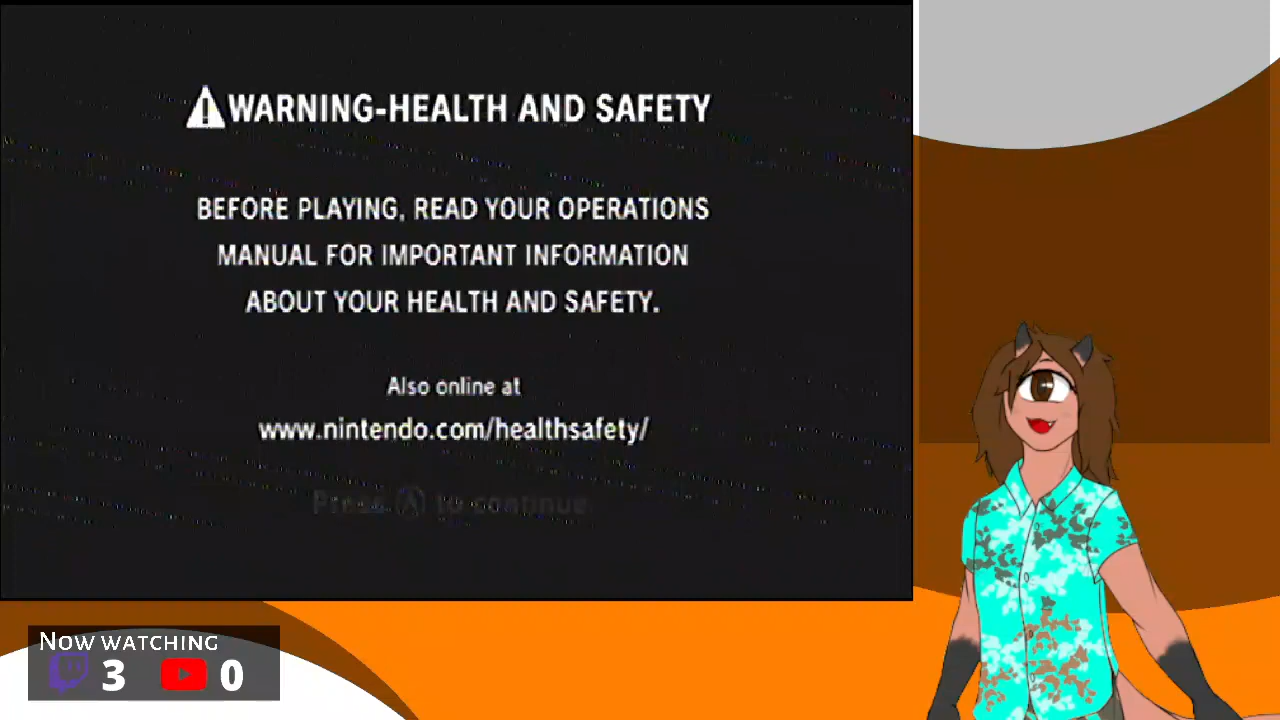 WARNING-HEALTH AND SAFETY
BEFORE PLAYING, READ YOUR OPERATIONS
MANUAL FOR IMPORTANT INFORMATION
ABOUT YOUR HEALTH AND SAFETY.
Also online at
www.nintendo.com/healthsafety/
Press Ⓐ to continue.
NOW WATCHING
3 0